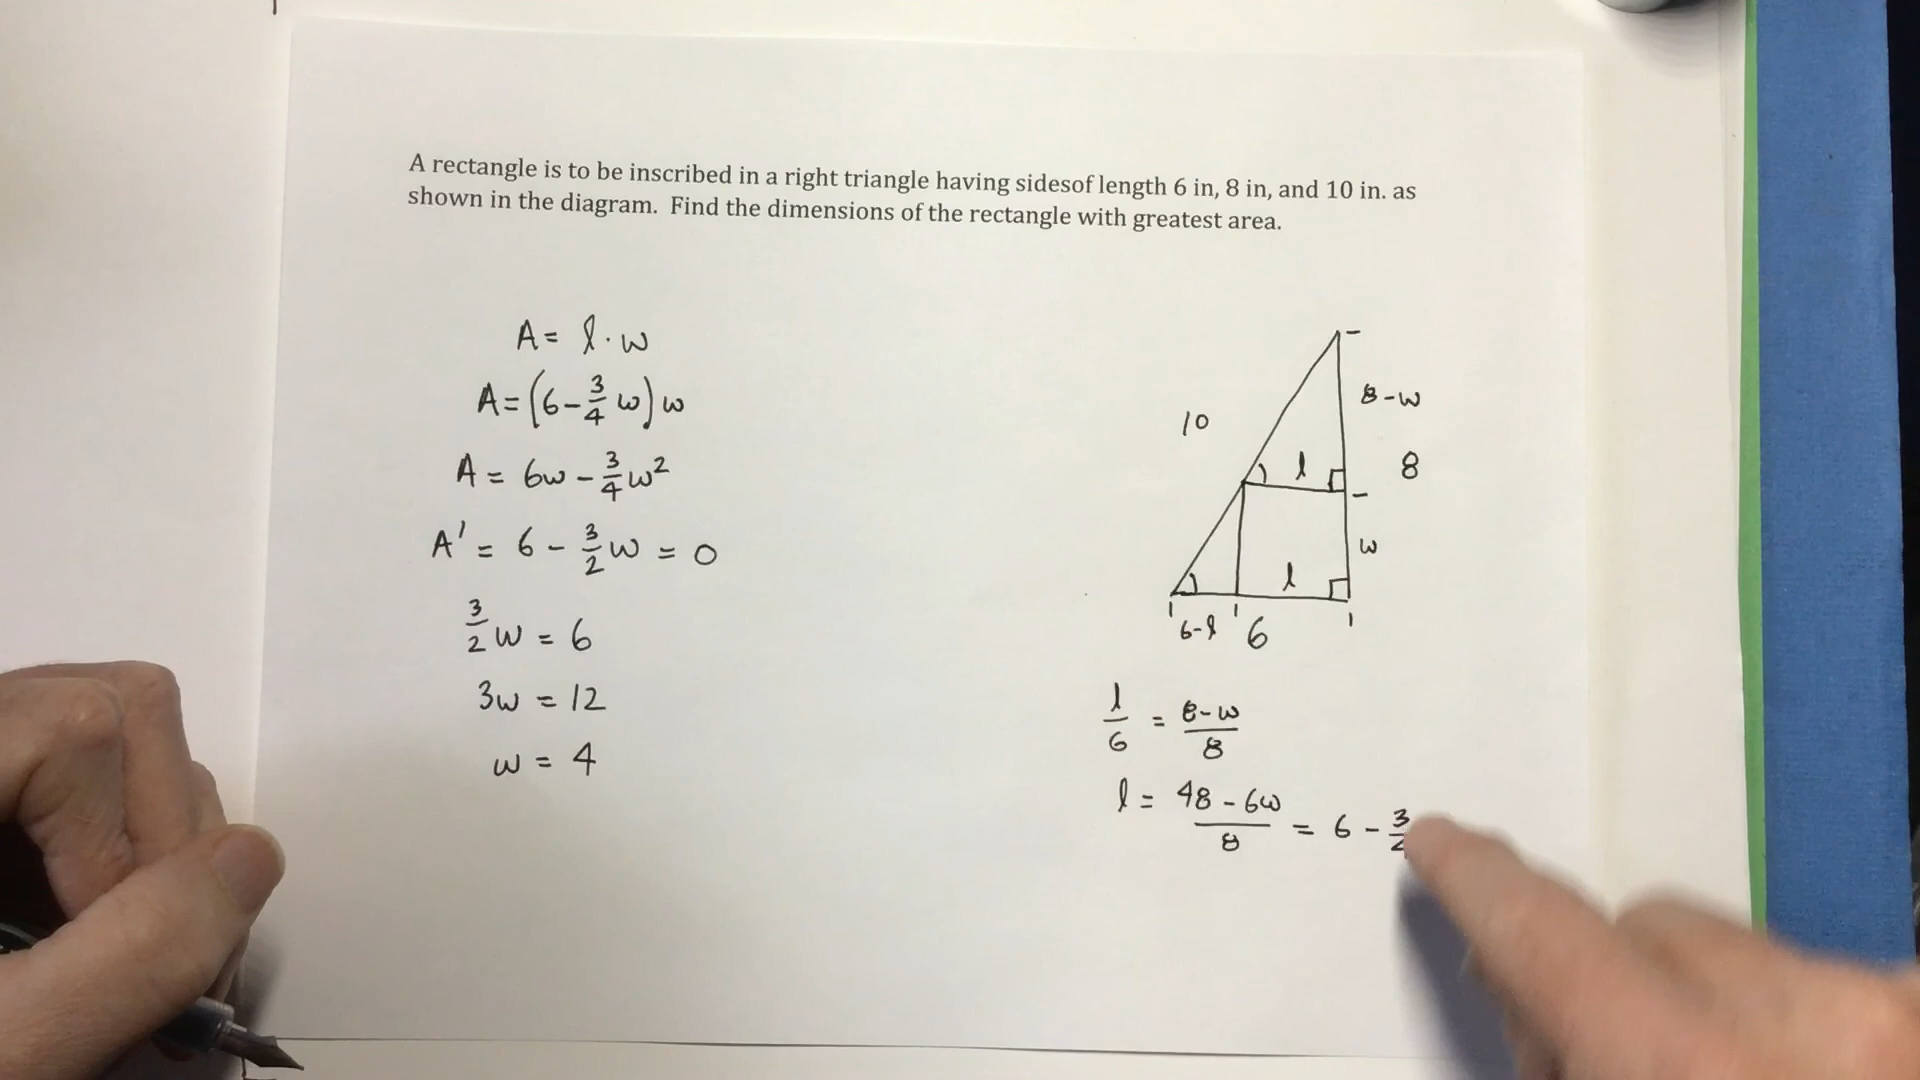 A rectangle is to be inscribed in a right triangle having sidesof length 6 in, 8 in, and 10 in. as
shown in the diagram. Find the dimensions of the rectangle with greatest area.
A = l · w
A = (6 - 3/4 w) w
A = 6w - 3/4 w²
A' = 6 - 3/2 w = 0
3/2 w = 6
3w = 12
w = 4
10
8-w
l
8
w
l
6-l
6
l/6 = 8-w/8
l = 48-6w/8 = 6 - 3/